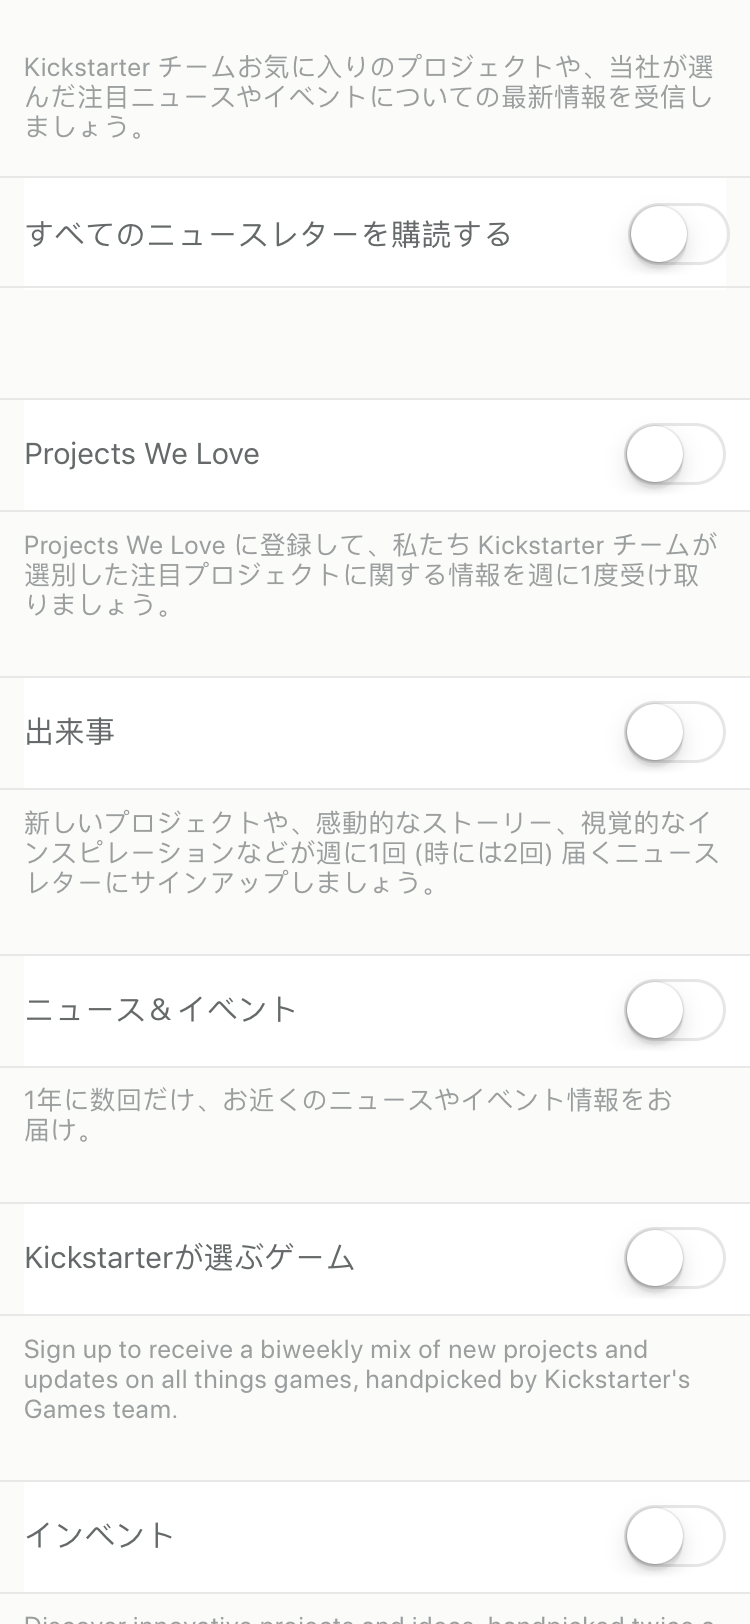 Kickstarter チームお気に入りのプロジェクトや、当社が選
んだ注目ニュースやイベントについての最新情報を受信し
ましょう。
すべてのニュースレターを購読する
Projects We Love
Projects We Love に登録して、私たち Kickstarter チームが
選別した注目プロジェクトに関する情報を週に1度受け取
りましょう。
出来事
新しいプロジェクトや、感動的なストーリー、視覚的なイ
ンスピレーションなどが週に1回 (時には2回) 届くニュース
レターにサインアップしましょう。
ニュース＆イベント
1年に数回だけ、お近くのニュースやイベント情報をお
届け。
Kickstarterが選ぶゲーム
Sign up to receive a biweekly mix of new projects and
updates on all things games, handpicked by Kickstarter's
Games team.
インベント
Discover innovative projects and ideas, handpicked twice a